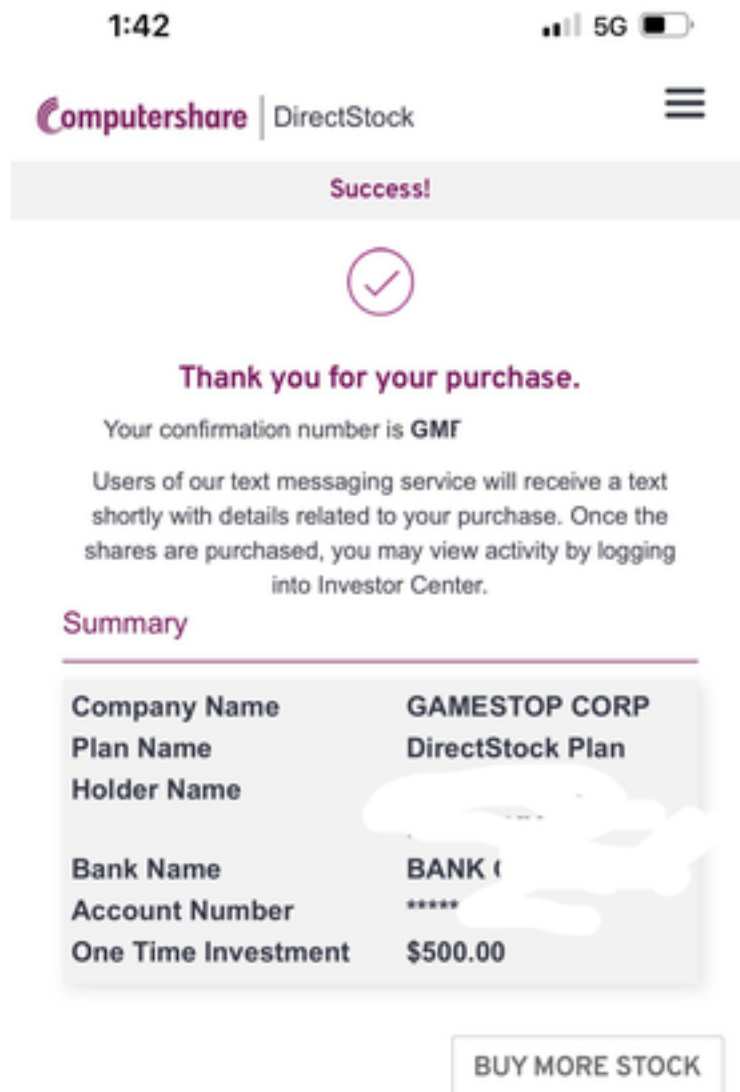 1:42 5G
Computershare DirectStock
Success!
Thank you for your purchase.
Your confirmation number is GMF
Users of our text messaging service will receive a text
shortly with details related to your purchase. Once the
shares are purchased, you may view activity by logging
into Investor Center.
Summary
Company Name GAMESTOP CORP
Plan Name DirectStock Plan
Holder Name
Bank Name BANK
Account Number *****
One Time Investment $500.00
BUY MORE STOCK